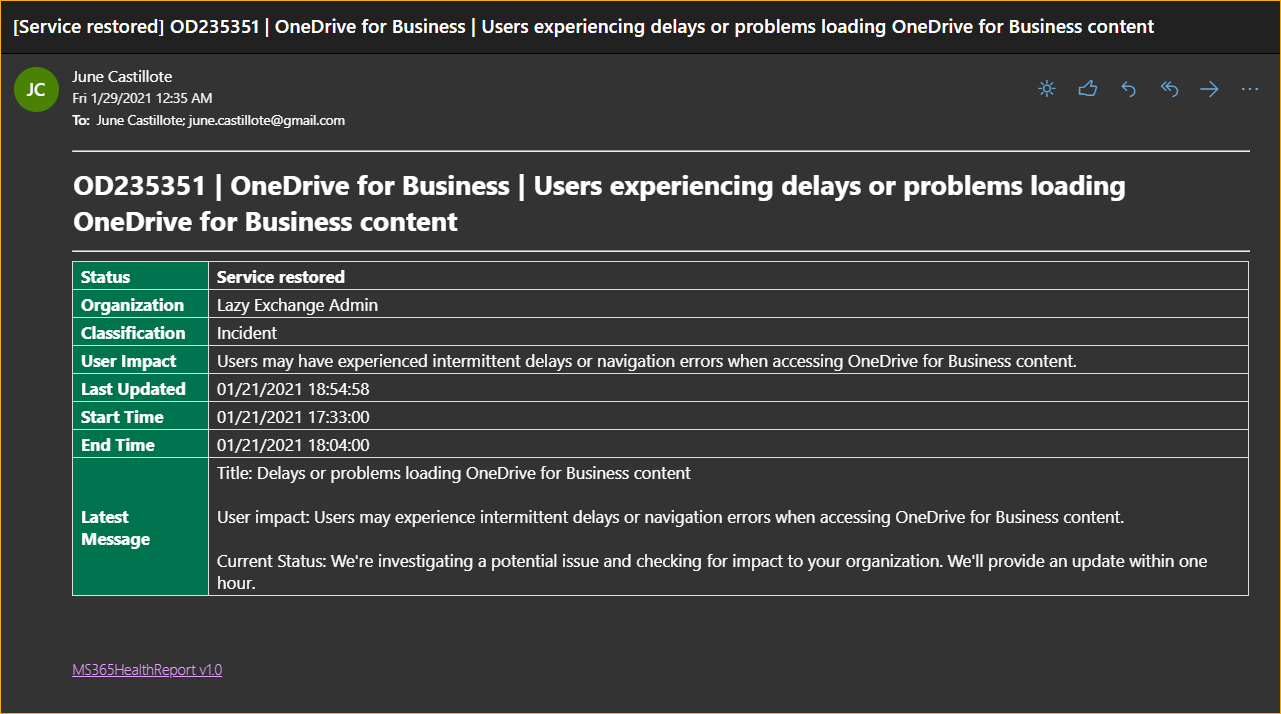 [Service restored] OD235351 | OneDrive for Business | Users experiencing delays or problems loading OneDrive for Business content
JC
June Castillote
Fri 1/29/2021 12:35 AM
To: June Castillote; june.castillote@gmail.com
OD235351 | OneDrive for Business | Users experiencing delays or problems loading
OneDrive for Business content
Status Service restored
Organization Lazy Exchange Admin
Classification Incident
User Impact Users may have experienced intermittent delays or navigation errors when accessing OneDrive for Business content.
Last Updated 01/21/2021 18:54:58
Start Time 01/21/2021 17:33:00
End Time 01/21/2021 18:04:00
Latest
Message
Title: Delays or problems loading OneDrive for Business content
User impact: Users may experience intermittent delays or navigation errors when accessing OneDrive for Business content.
Current Status: We're investigating a potential issue and checking for impact to your organization. We'll provide an update within one
hour.
MS365HealthReport v1.0